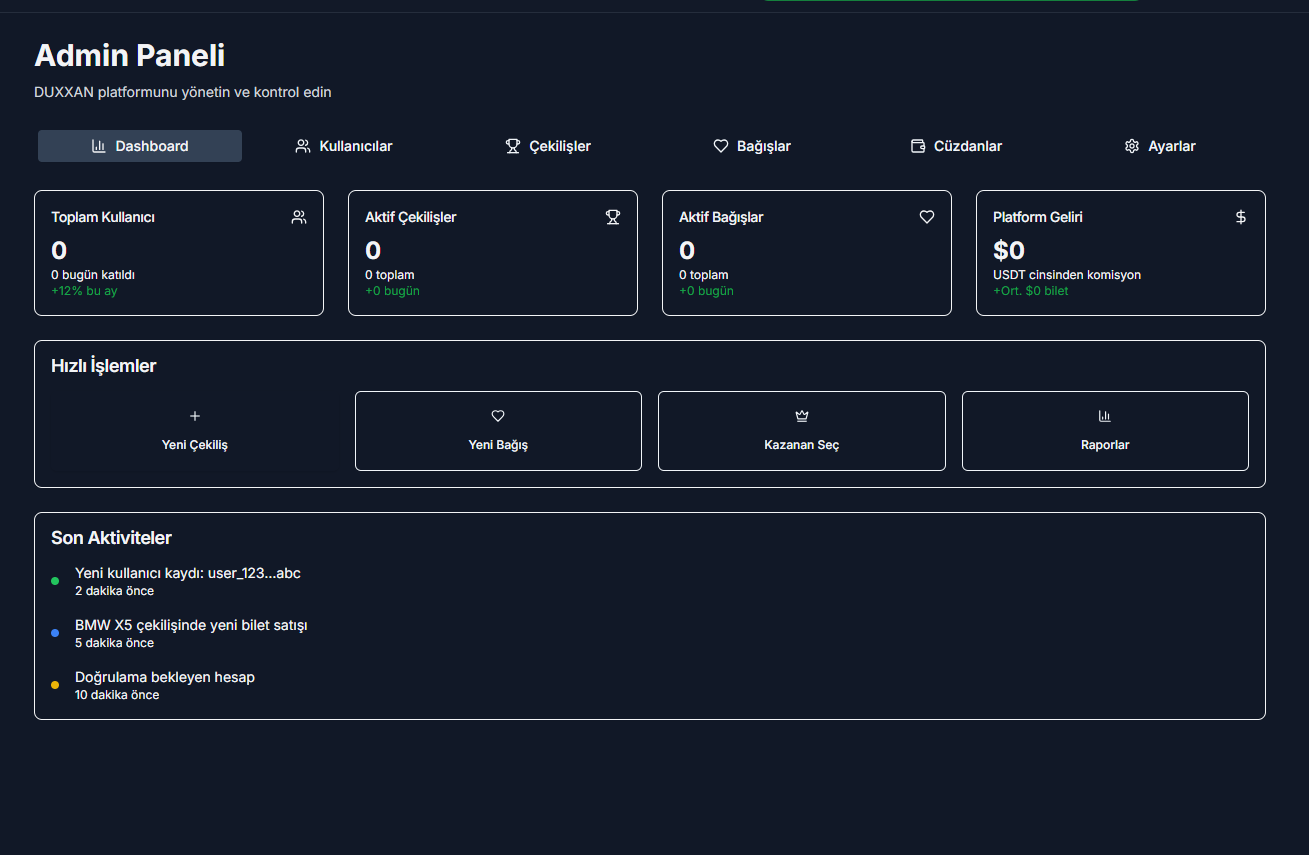 Admin Paneli
DUXXAN platformunu yönetin ve kontrol edin
Dashboard
Kullanıcılar
Çekilişler
Bağışlar
Cüzdanlar
Ayarlar
Toplam Kullanıcı
0
0 bugün katıldı
+12% bu ay
Aktif Çekilişler
0
0 toplam
+0 bugün
Aktif Bağışlar
0
0 toplam
+0 bugün
Platform Geliri
$
$0
USDT cinsinden komisyon
+Ort. $0 bilet
Hızlı İşlemler
Yeni Çekiliş
Yeni Bağış
Kazanan Seç
Raporlar
Son Aktiviteler
Yeni kullanıcı kaydı: user_123...abc
2 dakika önce
BMW X5 çekilişinde yeni bilet satışı
5 dakika önce
Doğrulama bekleyen hesap
10 dakika önce